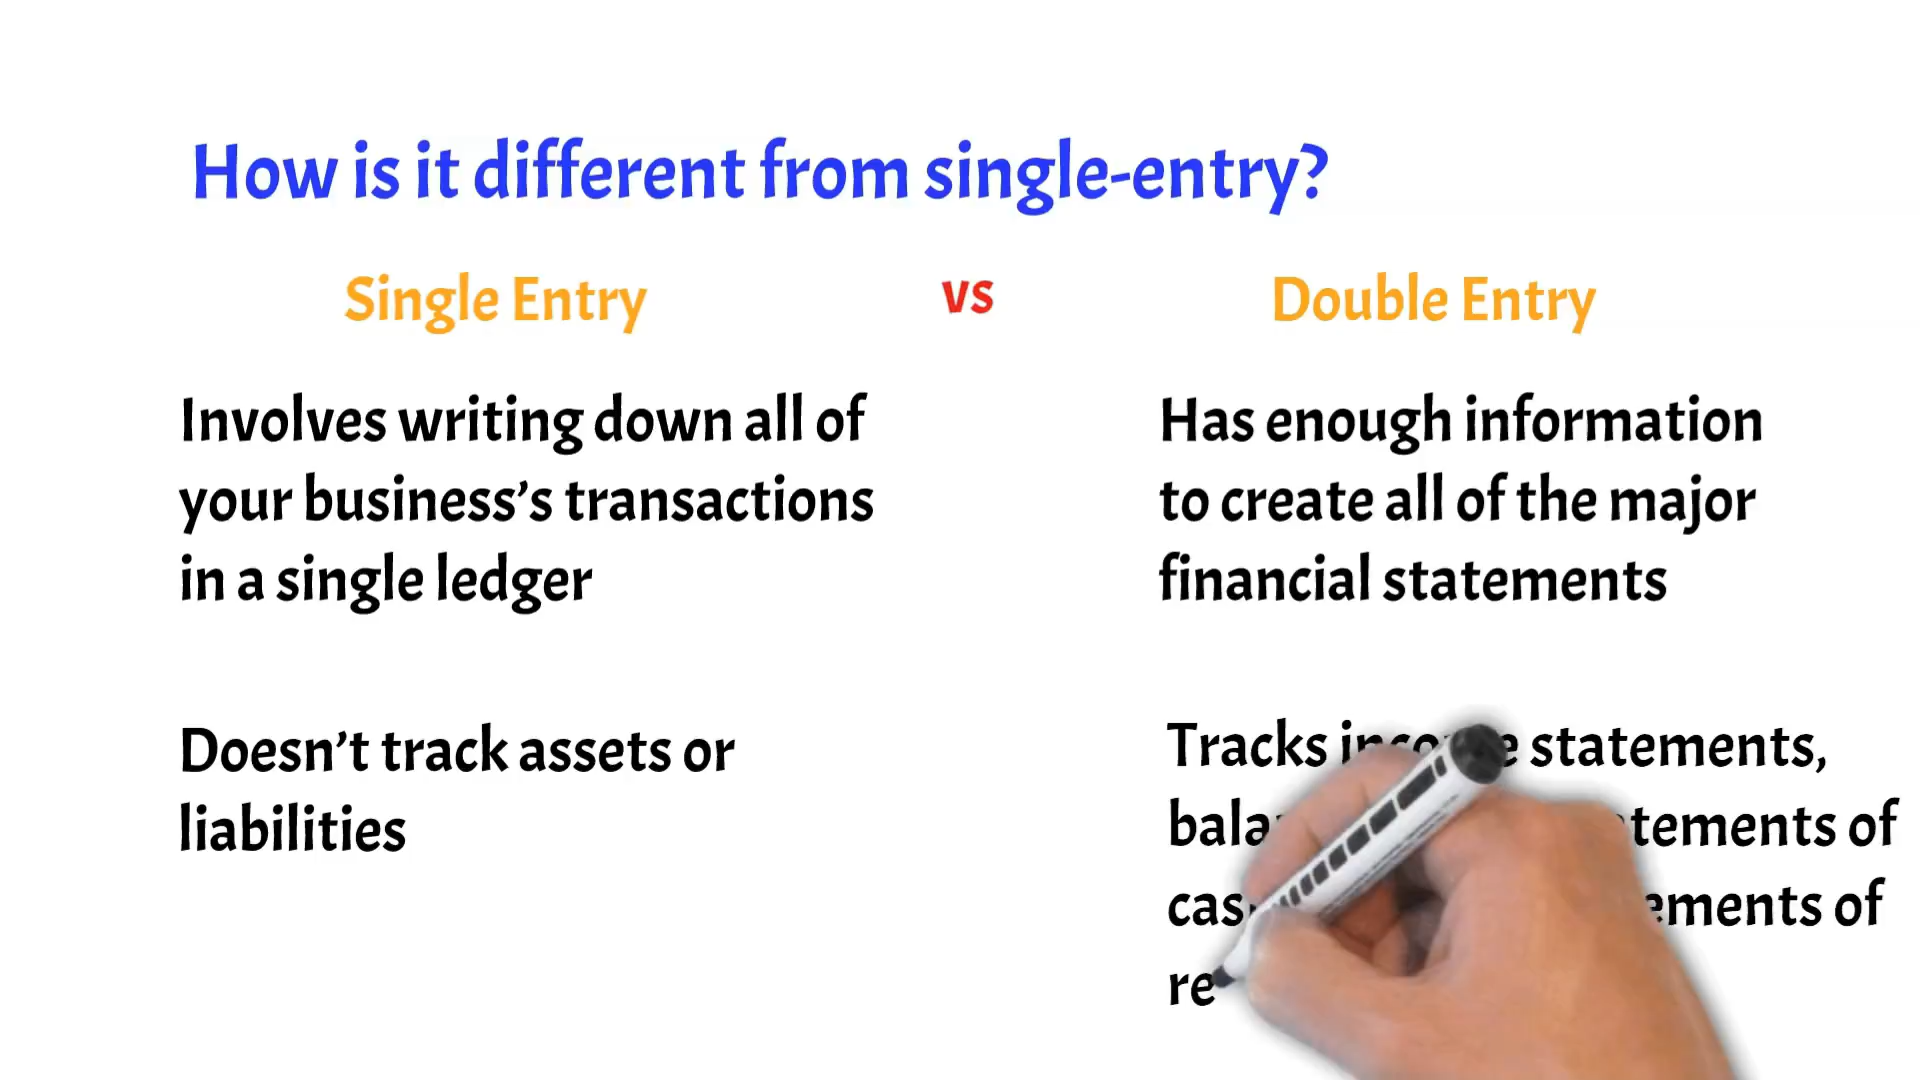 How is it different from single-entry?
Single Entry vs Double Entry
Involves writing down all of
your business's transactions
in a single ledger
Doesn't track assets or
liabilities
Has enough information
to create all of the major
financial statements
Tracks income statements,
of
of